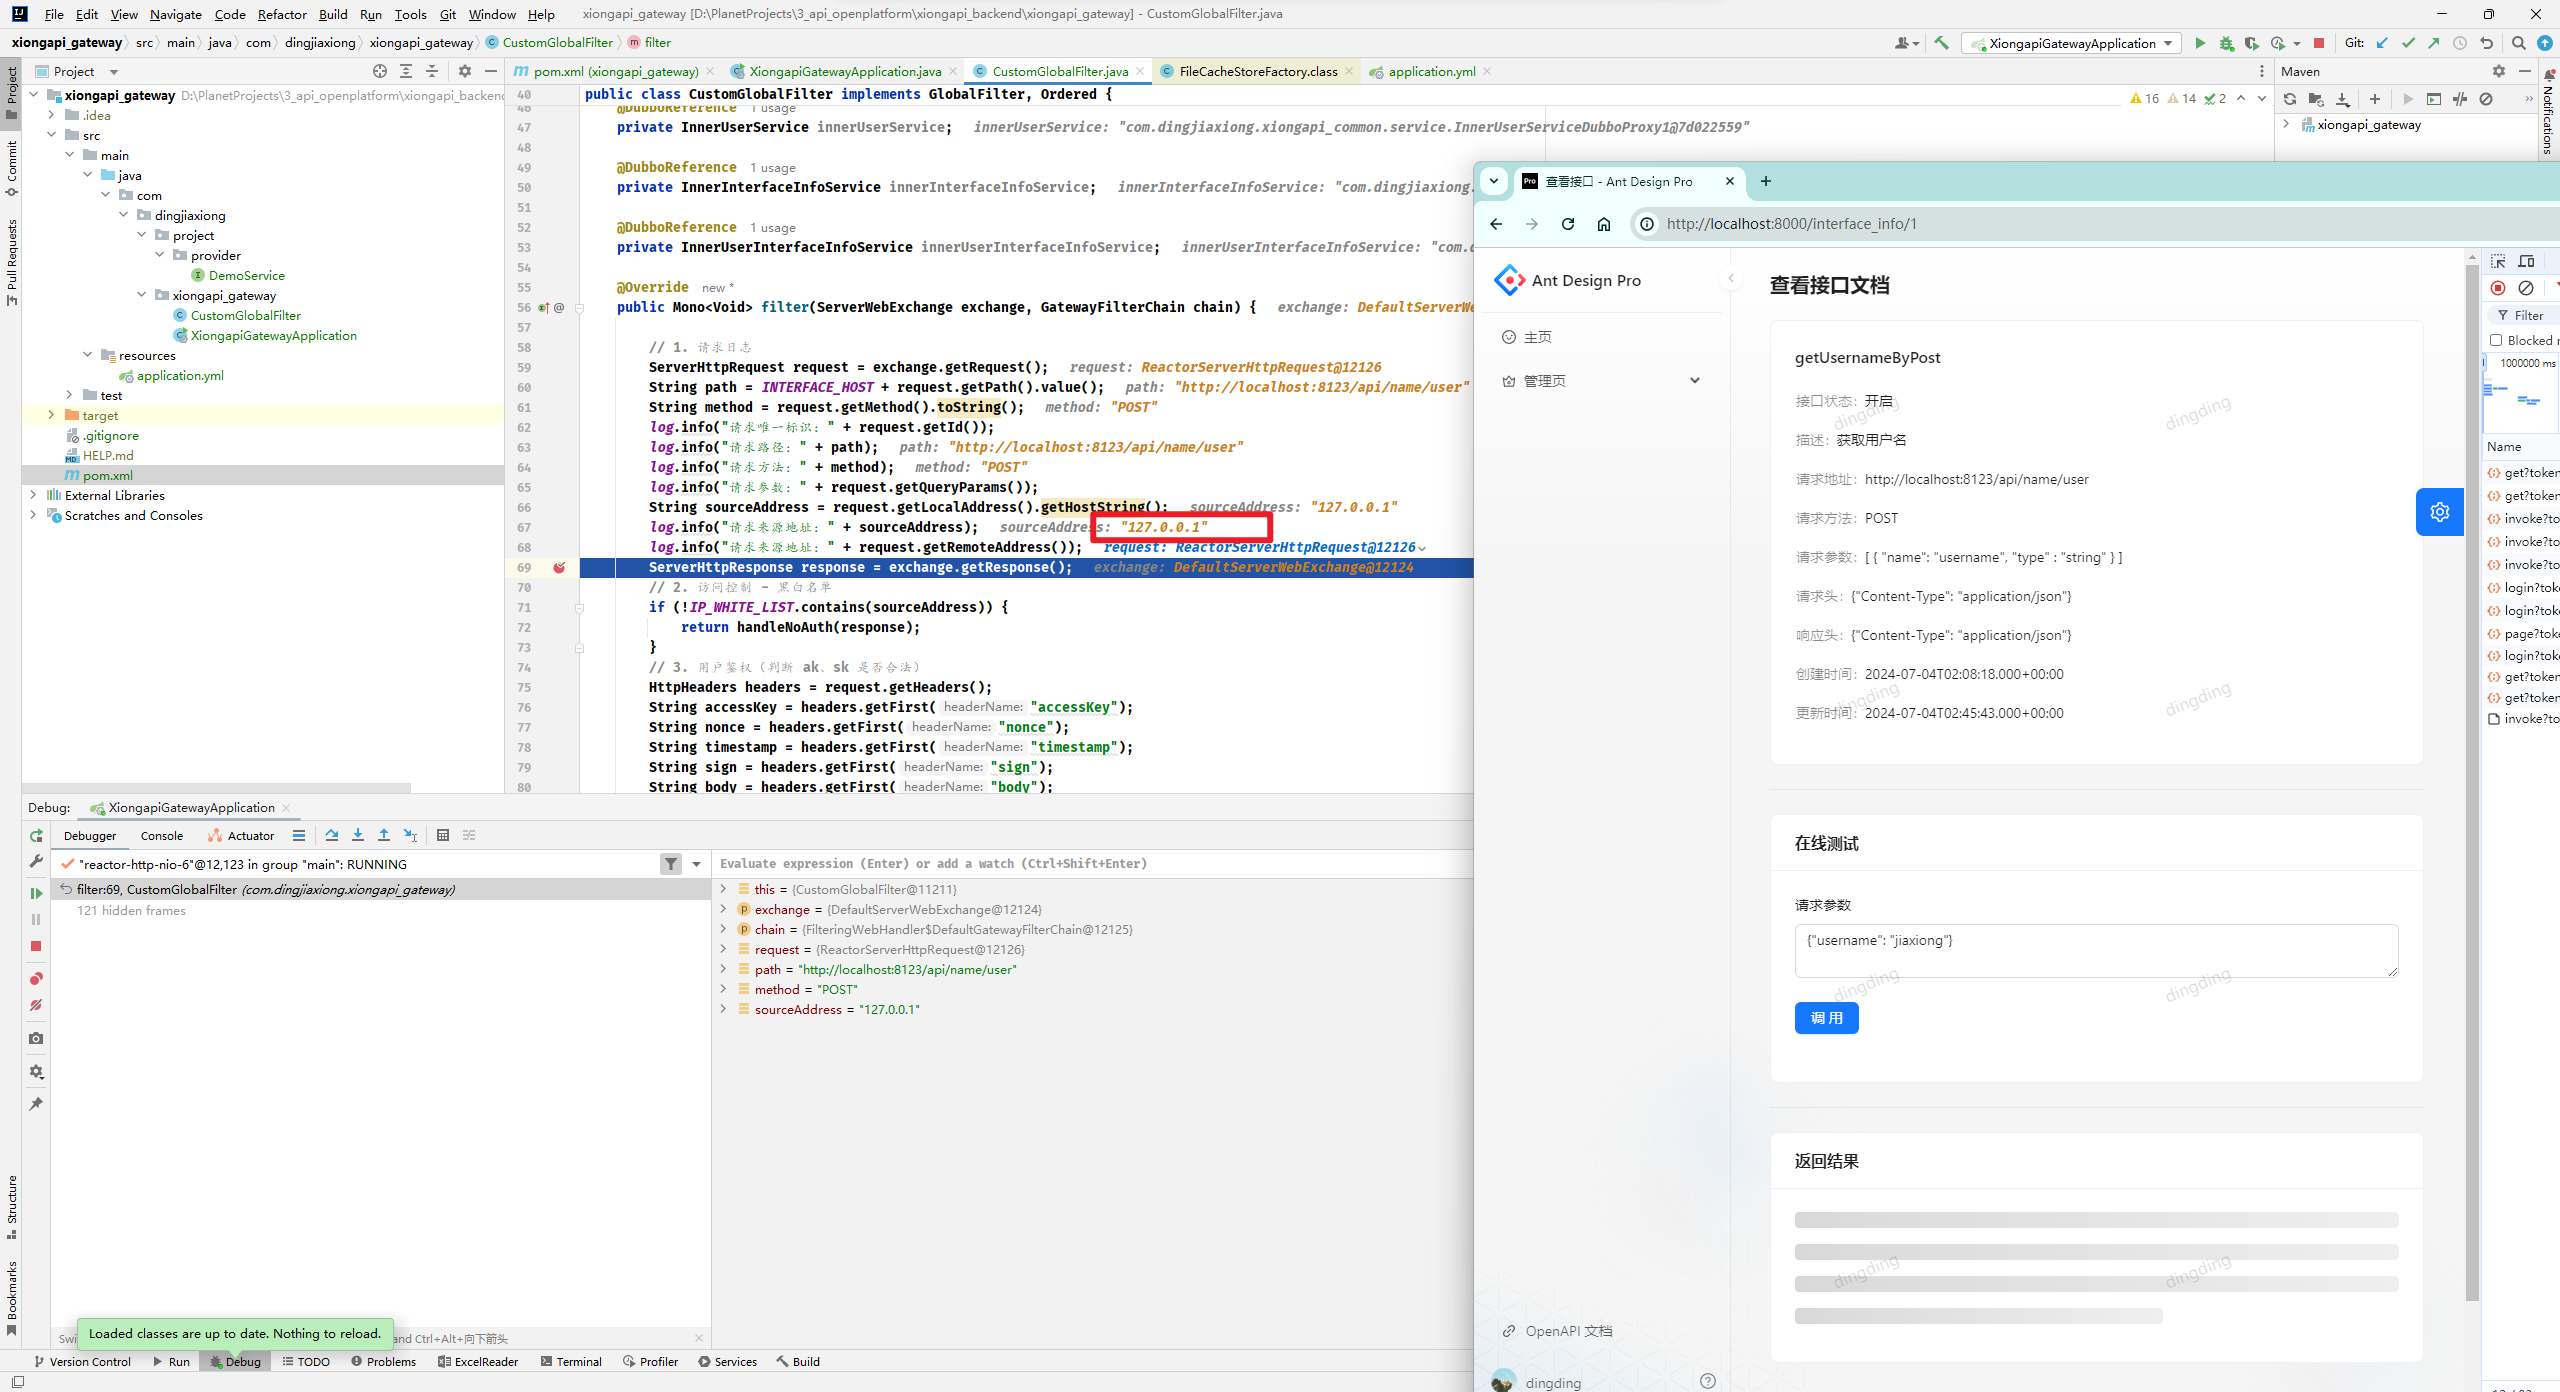 File Edit View Navigate Code Refactor Build Run Tools Git Window Help xiongapi_gateway [D:\PlanetProjects\3_api_openplatform\xiongapi_backend\xiongapi_gateway] - CustomGlobalFilter.java
xiongapi_gateway src main java com dingjiaxiong xiongapi_gateway CustomGlobalFilter filter
XiongapiGatewayApplication Git:
Project
pom.xml (xiongapi_gateway) XiongapiGatewayApplication.java CustomGlobalFilter.java FileCacheStoreFactory.class application.yml
Maven
xiongapi_gateway
Notifications
Project
Commit
Pull Requests
Structure
Bookmarks
xiongapi_gateway D:\PlanetProjects\3_api_openplatform\xiongapi_backend
.idea
src
main
java
com
dingjiaxiong
project
provider
DemoService
xiongapi_gateway
CustomGlobalFilter
XiongapiGatewayApplication
resources
application.yml
test
target
.gitignore
HELP.md
pom.xml
External Libraries
Scratches and Consoles
16 14 2
40 public class CustomGlobalFilter implements GlobalFilter, Ordered {
46 @DubboReference 1 usage
47 private InnerUserService innerUserService; innerUserService: "com.dingjiaxiong.xiongapi_common.service.InnerUserServiceDubboProxy1@7d022559"
48
49 @DubboReference 1 usage
50 private InnerInterfaceInfoService innerInterfaceInfoService; innerInterfaceInfoService: "com.dingjiaxiong.
51
52 @DubboReference 1 usage
53 private InnerUserInterfaceInfoService innerUserInterfaceInfoService; innerUserInterfaceInfoService: "com.
54
55 @Override new *
56 public Mono<Void> filter(ServerWebExchange exchange, GatewayFilterChain chain) { exchange: DefaultServerWe
57
58 // 1. 请求日志
59 ServerHttpRequest request = exchange.getRequest(); request: ReactorServerHttpRequest@12126
60 String path = INTERFACE_HOST + request.getPath().value(); path: "http://localhost:8123/api/name/user"
61 String method = request.getMethod().toString(); method: "POST"
62 log.info("请求唯一标识: " + request.getId());
63 log.info("请求路径: " + path); path: "http://localhost:8123/api/name/user"
64 log.info("请求方法: " + method); method: "POST"
65 log.info("请求参数: " + request.getQueryParams());
66 String sourceAddress = request.getLocalAddress().getHostString(); sourceAddress: "127.0.0.1"
67 log.info("请求来源地址: " + sourceAddress); sourceAddress: "127.0.0.1"
68 log.info("请求来源地址: " + request.getRemoteAddress()); request: ReactorServerHttpRequest@12126
69 ServerHttpResponse response = exchange.getResponse(); exchange: DefaultServerWebExchange@12124
70 // 2. 访问控制 - 黑白名单
71 if (!IP_WHITE_LIST.contains(sourceAddress)) {
72 return handleNoAuth(response);
73 }
74 // 3. 用户鉴权（判断 ak、sk 是否合法）
75 HttpHeaders headers = request.getHeaders();
76 String accessKey = headers.getFirst( headerName: "accessKey");
77 String nonce = headers.getFirst( headerName: "nonce");
78 String timestamp = headers.getFirst( headerName: "timestamp");
79 String sign = headers.getFirst( headerName: "sign");
80 String body = headers.getFirst( headerName: "body");
Debug: XiongapiGatewayApplication
Debugger Console Actuator
"reactor-http-nio-6"@12,123 in group "main": RUNNING
filter:69, CustomGlobalFilter (com.dingjiaxiong.xiongapi_gateway)
121 hidden frames
Evaluate expression (Enter) or add a watch (Ctrl+Shift+Enter)
this = {CustomGlobalFilter@11211}
exchange = {DefaultServerWebExchange@12124}
chain = {FilteringWebHandler$DefaultGatewayFilterChain@12125}
request = {ReactorServerHttpRequest@12126}
path = "http://localhost:8123/api/name/user"
method = "POST"
sourceAddress = "127.0.0.1"
Loaded classes are up to date. Nothing to reload.
and Ctrl+Alt+向下箭头
Version Control Run Debug TODO Problems ExcelReader Terminal Profiler Services Build
查看接口 - Ant Design Pro
http://localhost:8000/interface_info/1
Ant Design Pro
主页
管理页
OpenAPI 文档
dingding
查看接口文档
getUsernameByPost
接口状态: 开启
描述: 获取用户名
请求地址: http://localhost:8123/api/name/user
请求方法: POST
请求参数: [ { "name": "username", "type" : "string" } ]
请求头: {"Content-Type": "application/json"}
响应头: {"Content-Type": "application/json"}
创建时间: 2024-07-04T02:08:18.000+00:00
更新时间: 2024-07-04T02:45:43.000+00:00
dingding dingding
dingding dingding
在线测试
请求参数
{"username": "jiaxiong"}
dingding dingding
调 用
返回结果
dingding dingding
Filter
Blocked
1000000 ms
Name
get?token
get?token
invoke?to
invoke?to
invoke?to
login?toke
login?toke
page?toke
login?toke
get?token
get?token
invoke?to